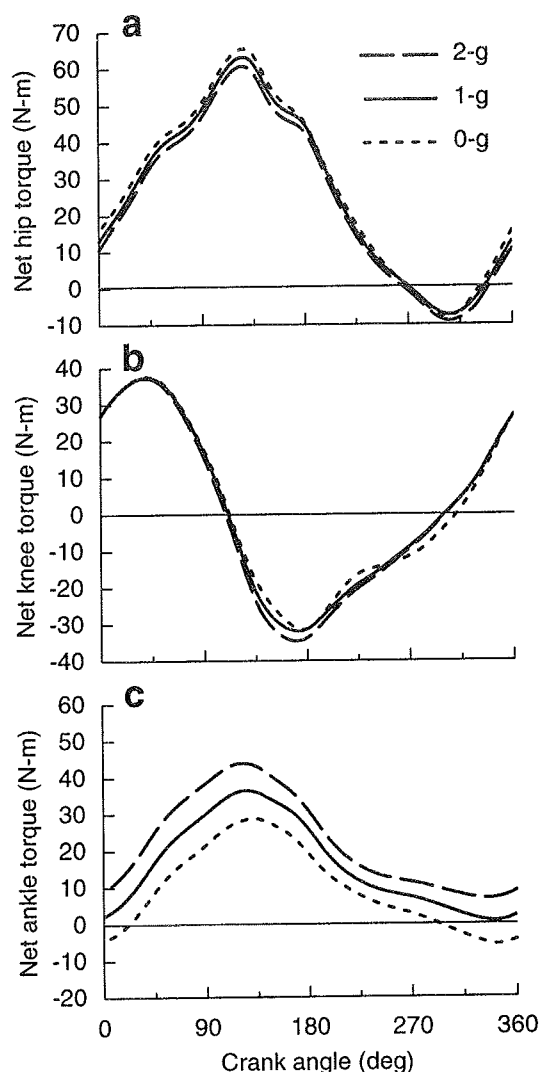 a
Net hip torque (N-m)
70
60
50
40
30
20
10
0
-10
2-g
1-g
0-g
b
Net knee torque (N-m)
40
30
20
10
0
-10
-20
-30
-40
c
Net ankle torque (N-m)
60
50
40
30
20
10
0
-10
-20
0 90 180 270 360
Crank angle (deg)